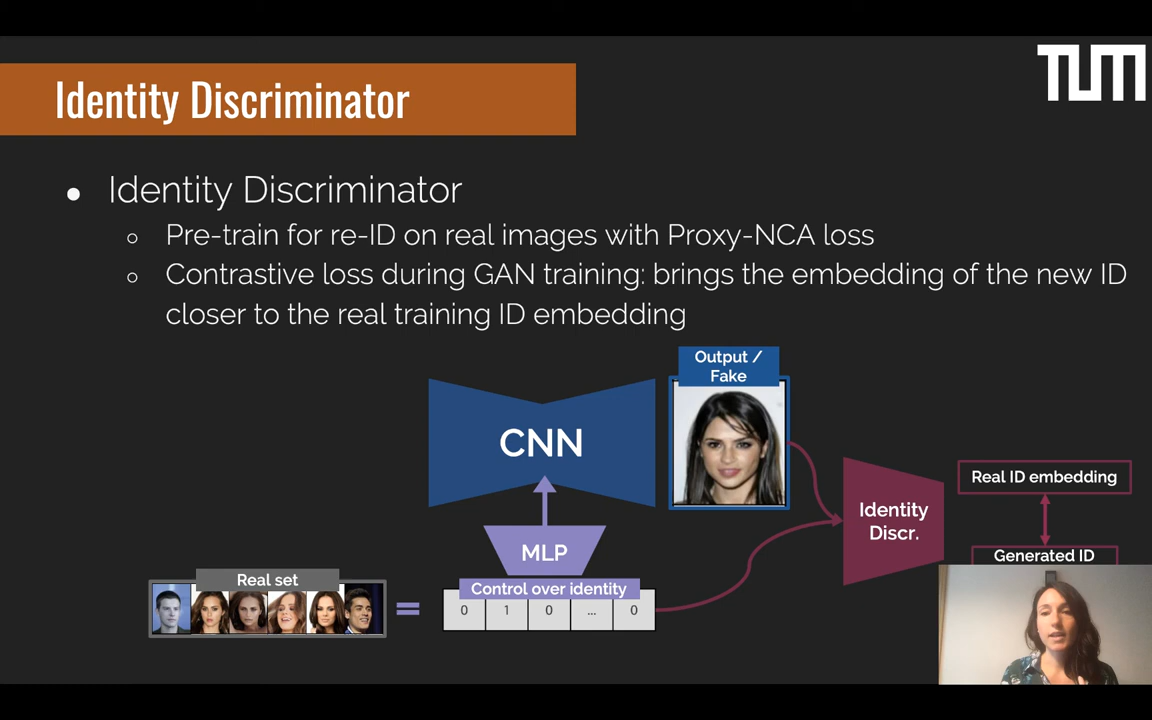 TUM
Identity Discriminator
● Identity Discriminator
○ Pre-train for re-ID on real images with Proxy-NCA loss
○ Contrastive loss during GAN training: brings the embedding of the new ID
closer to the real training ID embedding
Output /
Fake
CNN
Real ID embedding
Identity
Discr.
MLP
Generated ID
Real set
Control over identity
=
0 1 0 ... 0